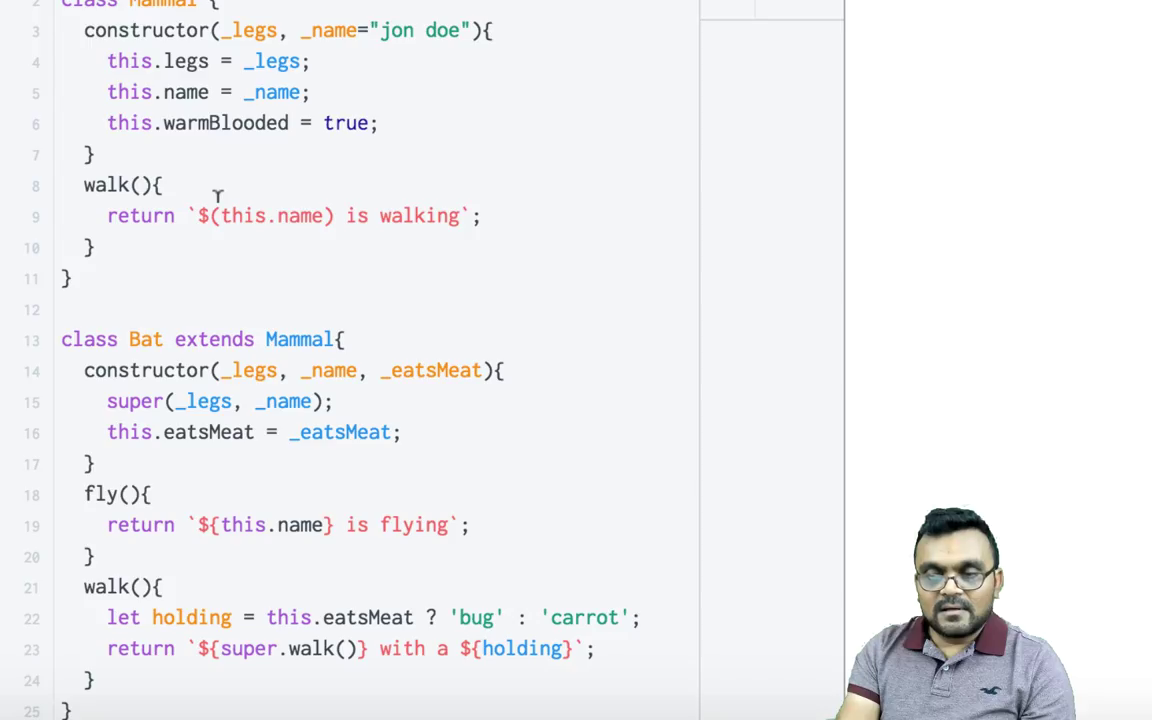 2 class Mammal {
3 constructor(_legs, _name="jon doe"){
4 this.legs = _legs;
5 this.name = _name;
6 this.warmBlooded = true;
7 }
8 walk(){
9 return `$(this.name) is walking`;
10 }
11 }
12
13 class Bat extends Mammal{
14 constructor(_legs, _name, _eatsMeat){
15 super(_legs, _name);
16 this.eatsMeat = _eatsMeat;
17 }
18 fly(){
19 return `${this.name} is flying`;
20 }
21 walk(){
22 let holding = this.eatsMeat ? 'bug' : 'carrot';
23 return `${super.walk()} with a ${holding}`;
24 }
25 }